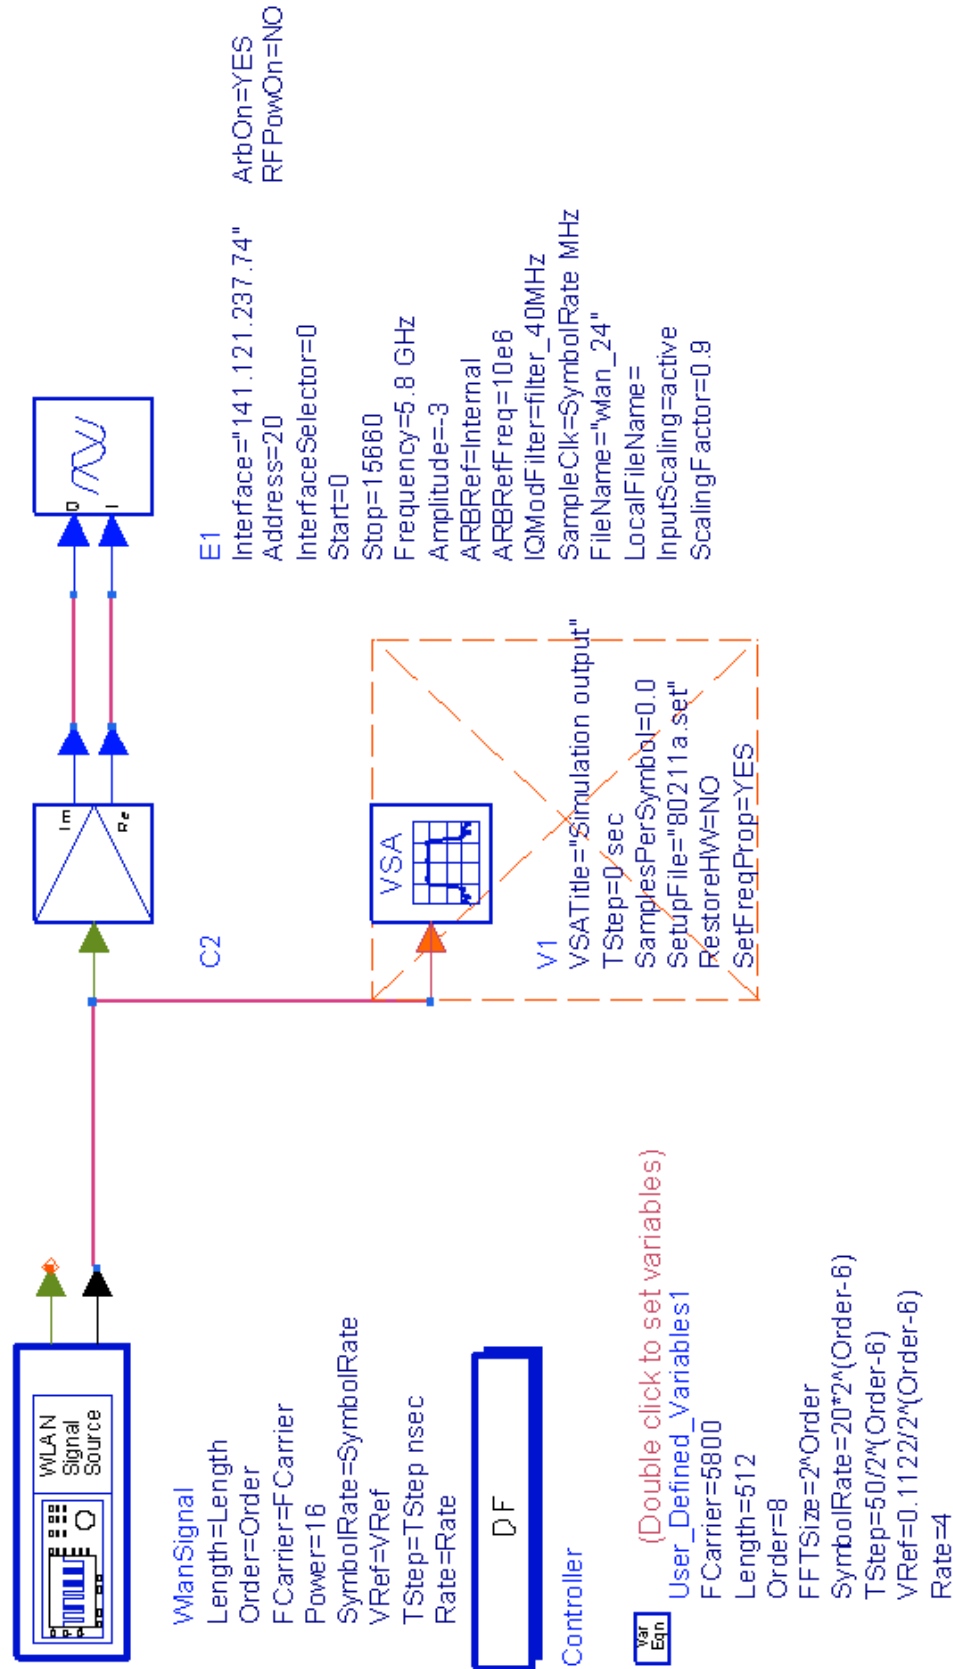 WLAN
Signal
Source
WlanSignal
Length=Length
Order=Order
FCarrier=FCarrier
Power=16
SymbolRate=SymbolRate
VRef=VRef
TStep=TStep nsec
Rate=Rate
DF
Controller
Var
Eqn
(Double click to set variables)
User_Defined_Variables1
FCarrier=5800
Length=512
Order=8
FFTSize=2^Order
SymbolRate=20*2^(Order-6)
TStep=50/2^(Order-6)
VRef=0.1122/2^(Order-6)
Rate=4
Im
Re
C2
VSA
V1
VSATitle="Simulation output"
TStep=0 sec
SamplesPerSymbol=0.0
SetupFile="80211a.set"
RestoreHW=NO
SetFreqProp=YES
Q
I
E1
Interface="141.121.237.74"
Address=20
InterfaceSelector=0
Start=0
Stop=15660
Frequency=5.8 GHz
Amplitude=-3
ARBRef=Internal
ARBRefFreq=10e6
IQModFilter=filter_40MHz
SampleClk=SymbolRate MHz
FileName="wlan_24"
LocalFileName=
InputScaling=active
ScalingFactor=0.9
ArbOn=YES
RFPowOn=NO